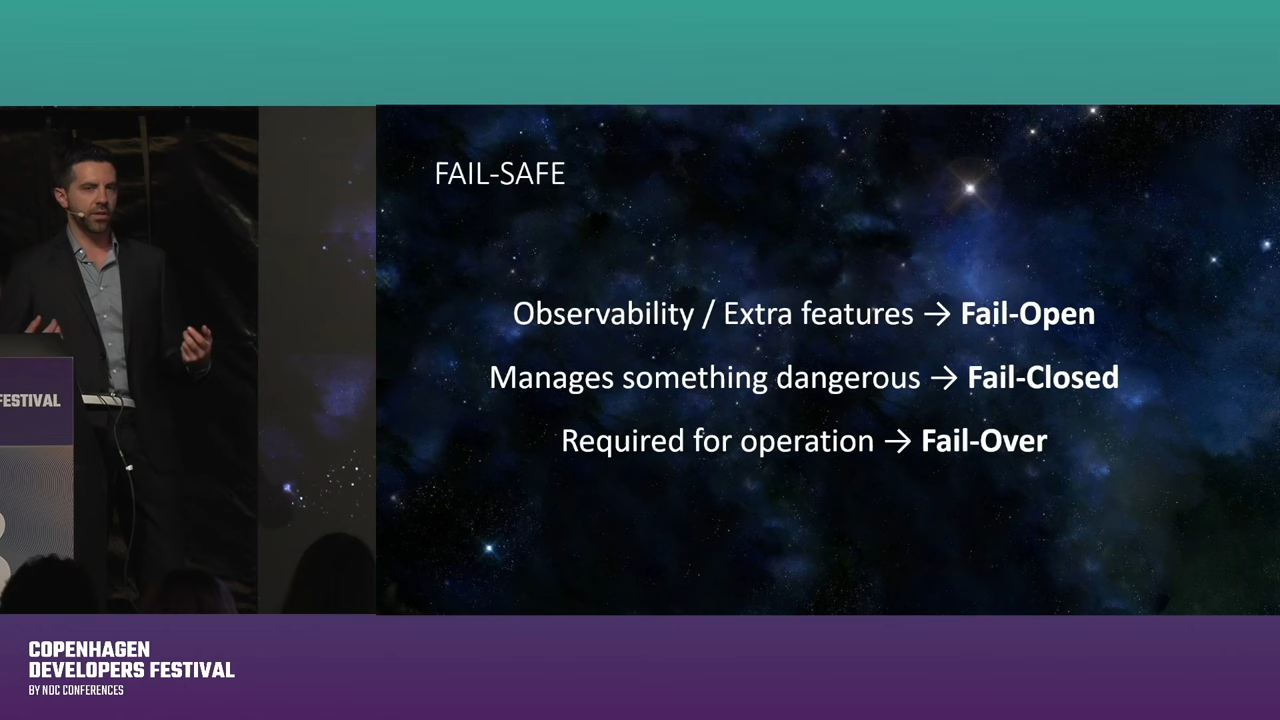 FAIL-SAFE
Observability / Extra features → Fail-Open
Manages something dangerous → Fail-Closed
Required for operation → Fail-Over
FESTIVAL
COPENHAGEN
DEVELOPERS FESTIVAL
BY NDC CONFERENCES